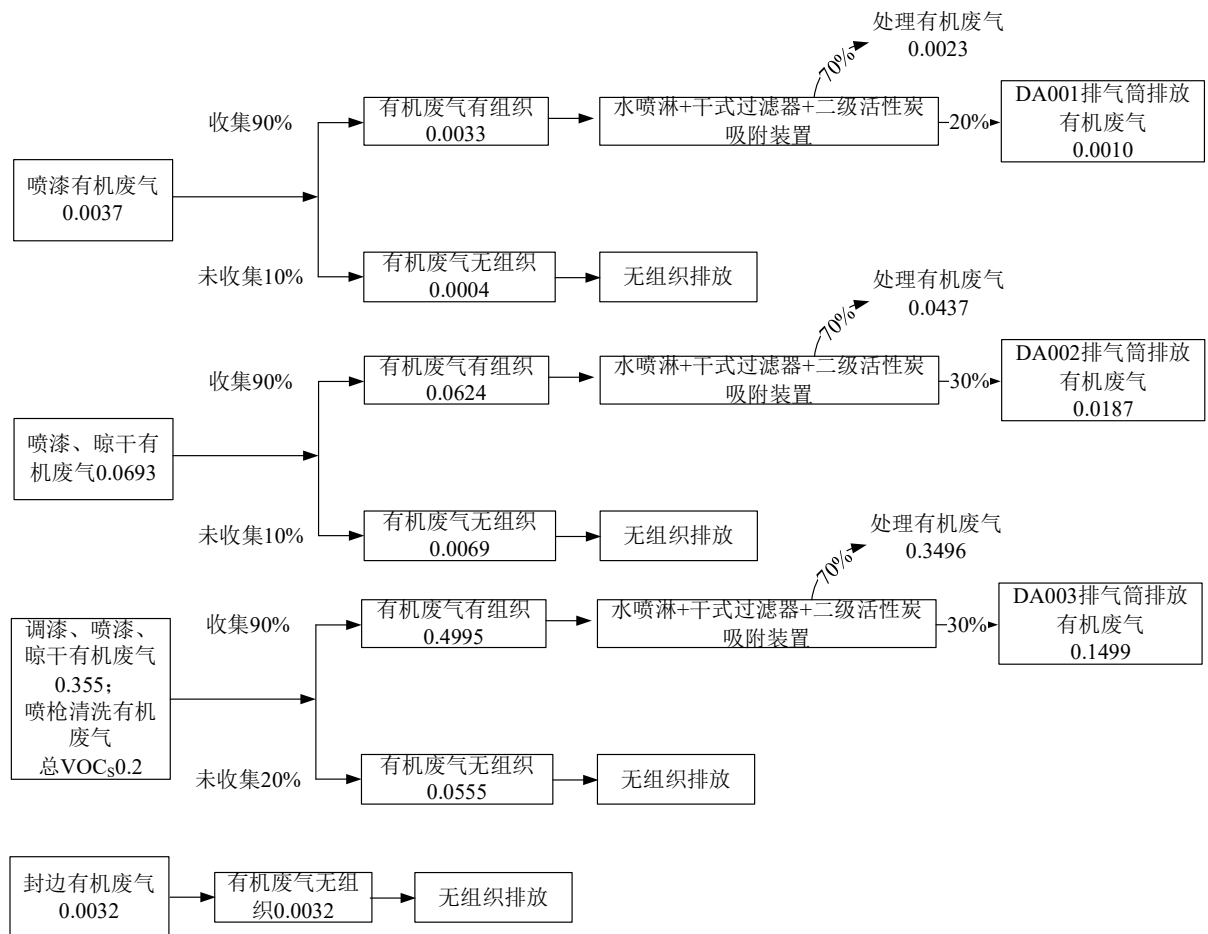 处理有机废气
0.0023
70%
收集90%
有机废气有组织
0.0033
水喷淋+干式过滤器+二级活性炭
吸附装置
20%
DA001排气筒排放
有机废气
0.0010
喷漆有机废气
0.0037
未收集10%
有机废气无组织
0.0004
无组织排放
处理有机废气
0.0437
70%
收集90%
有机废气有组织
0.0624
水喷淋+干式过滤器+二级活性炭
吸附装置
30%
DA002排气筒排放
有机废气
0.0187
喷漆、晾干有
机废气0.0693
未收集10%
有机废气无组织
0.0069
无组织排放
处理有机废气
0.3496
70%
收集90%
有机废气有组织
0.4995
水喷淋+干式过滤器+二级活性炭
吸附装置
30%
DA003排气筒排放
有机废气
0.1499
调漆、喷漆、
晾干有机废气
0.355；
喷枪清洗有机
废气
总VOCS0.2
未收集20%
有机废气无组织
0.0555
无组织排放
封边有机废气
0.0032
有机废气无组
织0.0032
无组织排放